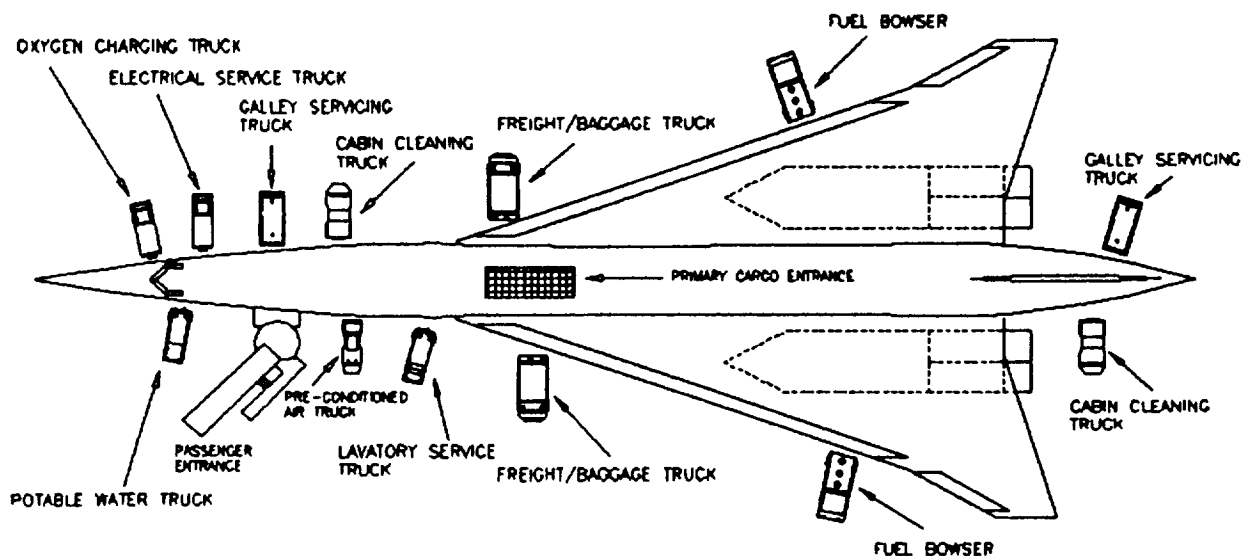 FUEL BOWSER
OXYGEN CHARGING TRUCK
ELECTRICAL SERVICE TRUCK
GALLEY SERVICING
TRUCK
CABIN CLEANING
TRUCK
FREIGHT/BAGGAGE TRUCK
GALLEY SERVICING
TRUCK
PRIMARY CARGO ENTRANCE
PRE-CONDITIONED
AIR TRUCK
PASSENGER
ENTRANCE
LAVATORY SERVICE
TRUCK
FREIGHT/BAGGAGE TRUCK
CABIN CLEANING
TRUCK
POTABLE WATER TRUCK
FUEL BOWSER